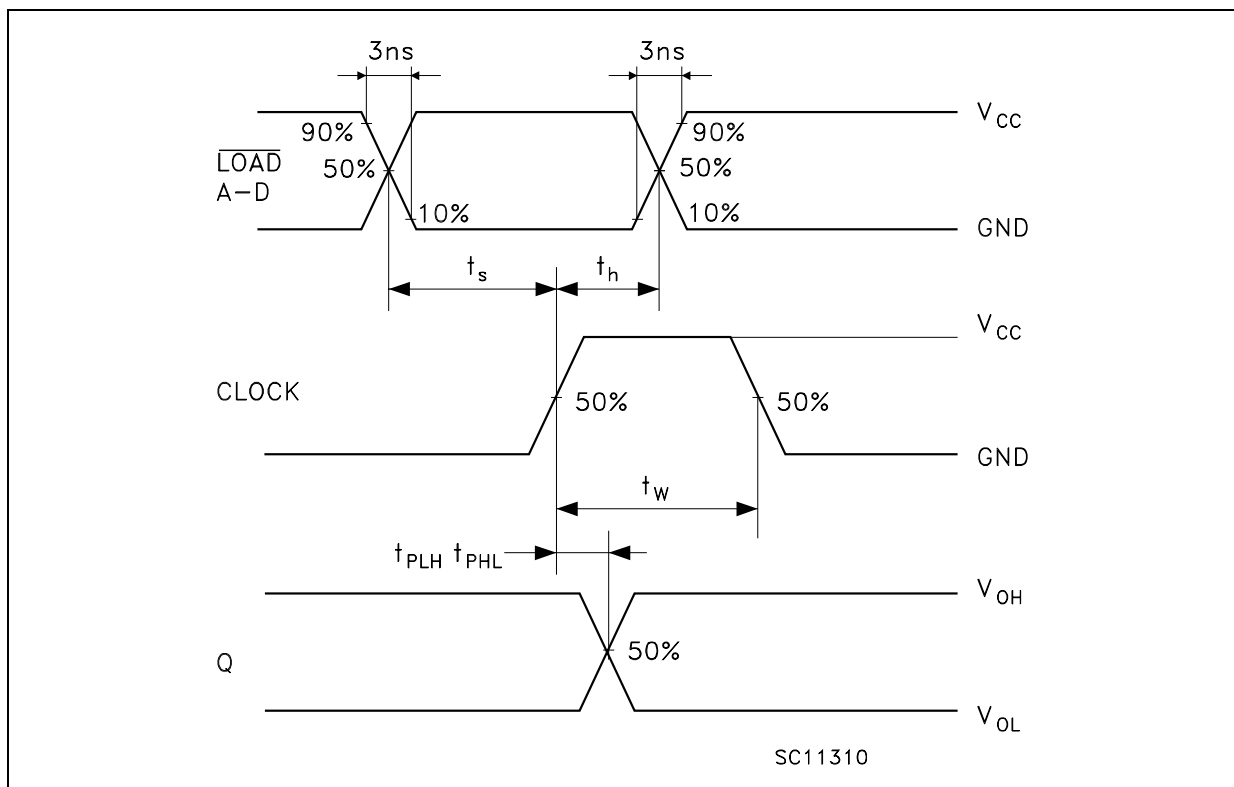 3ns 3ns
V_CC
90% 90%
LOAD 50% 50%
A-D
10% 10%
GND
t_s t_h
V_CC
CLOCK 50% 50%
GND
t_W
t_PLH t_PHL
V_OH
50%
Q
V_OL
SC11310